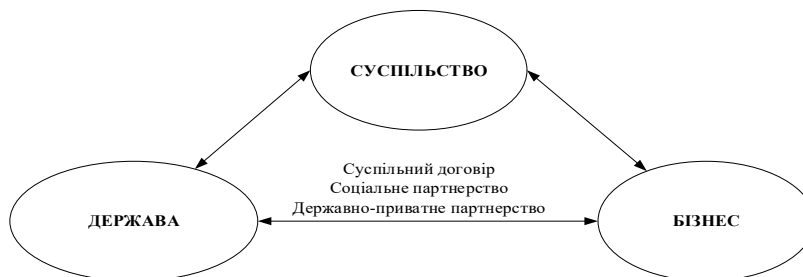 СУСПІЛЬСТВО
Суспільний договір
Соціальне партнерство
Державно-приватне партнерство
ДЕРЖАВА
БІЗНЕС